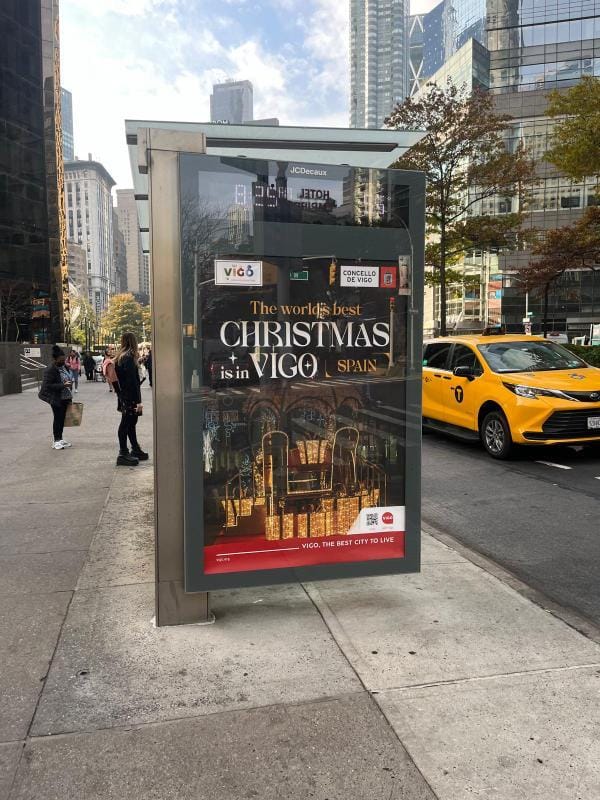 JCDecaux
HOTEL
VIGO
CONCELLO
DE VIGO
The world's best
CHRISTMAS
is in VIGO SPAIN
VIGO
VIGO, THE BEST CITY TO LIVE
T